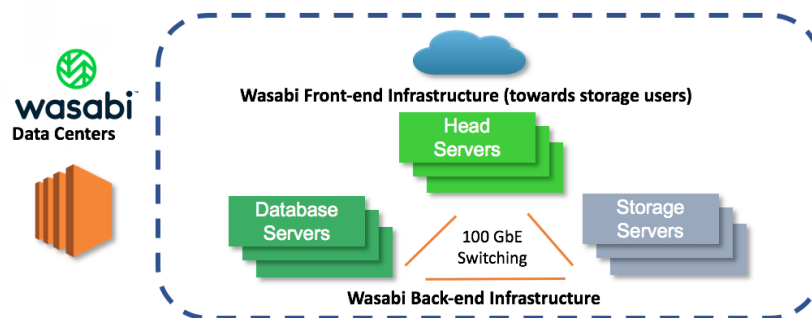 wasabi
Data Centers
Wasabi Front-end Infrastructure (towards storage users)
Head
Servers
Database
Servers
100 GbE
Switching
Storage
Servers
Wasabi Back-end Infrastructure